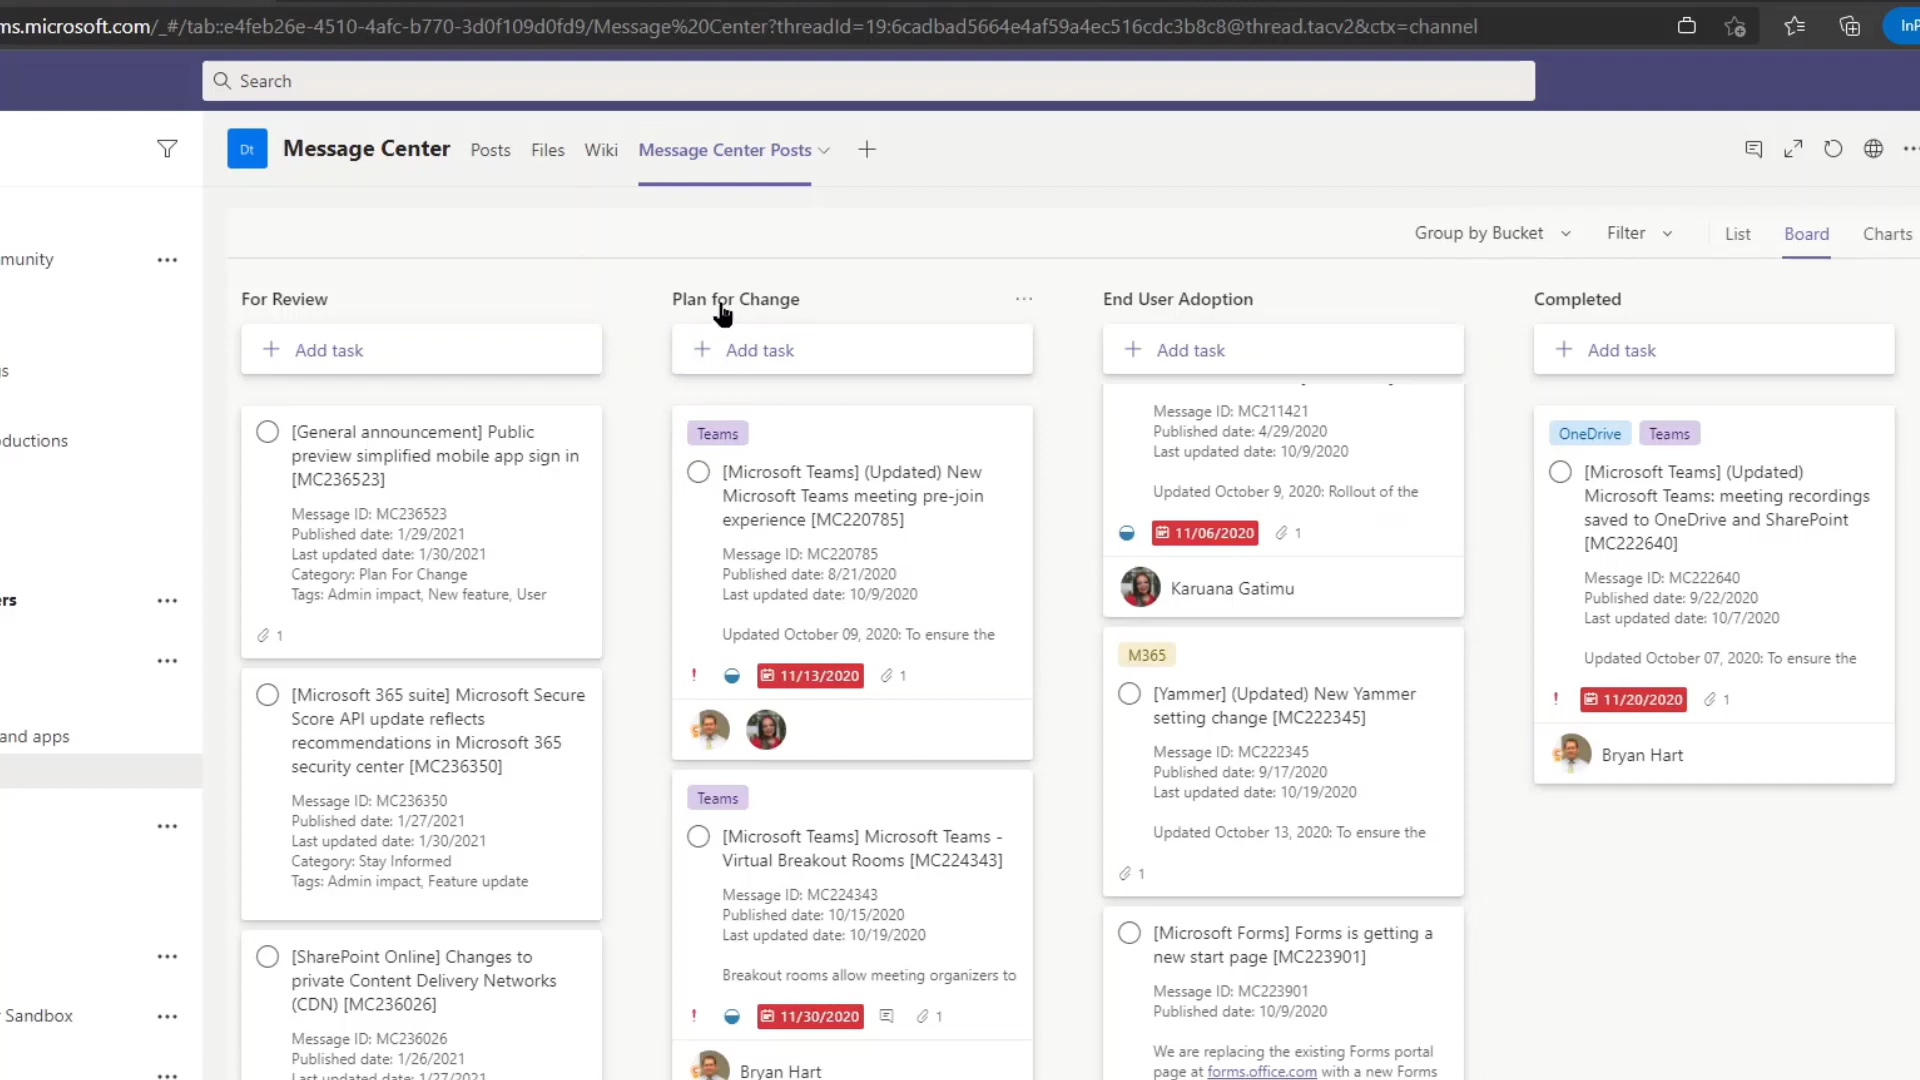 ms.microsoft.com/_#/tab::e4feb26e-4510-4afc-b770-3d0f109d0fd9/Message%20Center?threadId=19:6cadbad5664e4af59a4ec516cdc3b8c8@thread.tacv2&ctx=channel
InP
Search
Dt
Message Center
Posts
Files
Wiki
Message Center Posts
Group by Bucket
Filter
List
Board
Charts
munity
gs
oductions
ers
and apps
Sandbox
For Review
Add task
[General announcement] Public
preview simplified mobile app sign in
[MC236523]
Message ID: MC236523
Published date: 1/29/2021
Last updated date: 1/30/2021
Category: Plan For Change
Tags: Admin impact, New feature, User
1
[Microsoft 365 suite] Microsoft Secure
Score API update reflects
recommendations in Microsoft 365
security center [MC236350]
Message ID: MC236350
Published date: 1/27/2021
Last updated date: 1/30/2021
Category: Stay Informed
Tags: Admin impact, Feature update
[SharePoint Online] Changes to
private Content Delivery Networks
(CDN) [MC236026]
Message ID: MC236026
Published date: 1/26/2021
Last updated date: 1/27/2021
Plan for Change
Add task
Teams
[Microsoft Teams] (Updated) New
Microsoft Teams meeting pre-join
experience [MC220785]
Message ID: MC220785
Published date: 8/21/2020
Last updated date: 10/9/2020
Updated October 09, 2020: To ensure the
! 11/13/2020 1
Teams
[Microsoft Teams] Microsoft Teams -
Virtual Breakout Rooms [MC224343]
Message ID: MC224343
Published date: 10/15/2020
Last updated date: 10/19/2020
Breakout rooms allow meeting organizers to
! 11/30/2020 1
Bryan Hart
End User Adoption
Add task
Message ID: MC211421
Published date: 4/29/2020
Last updated date: 10/9/2020
Updated October 9, 2020: Rollout of the
11/06/2020 1
Karuana Gatimu
M365
[Yammer] (Updated) New Yammer
setting change [MC222345]
Message ID: MC222345
Published date: 9/17/2020
Last updated date: 10/19/2020
Updated October 13, 2020: To ensure the
1
[Microsoft Forms] Forms is getting a
new start page [MC223901]
Message ID: MC223901
Published date: 10/9/2020
We are replacing the existing Forms portal
page at forms.office.com with a new Forms
Completed
Add task
OneDrive Teams
[Microsoft Teams] (Updated)
Microsoft Teams: meeting recordings
saved to OneDrive and SharePoint
[MC222640]
Message ID: MC222640
Published date: 9/22/2020
Last updated date: 10/7/2020
Updated October 07, 2020: To ensure the
! 11/20/2020 1
Bryan Hart